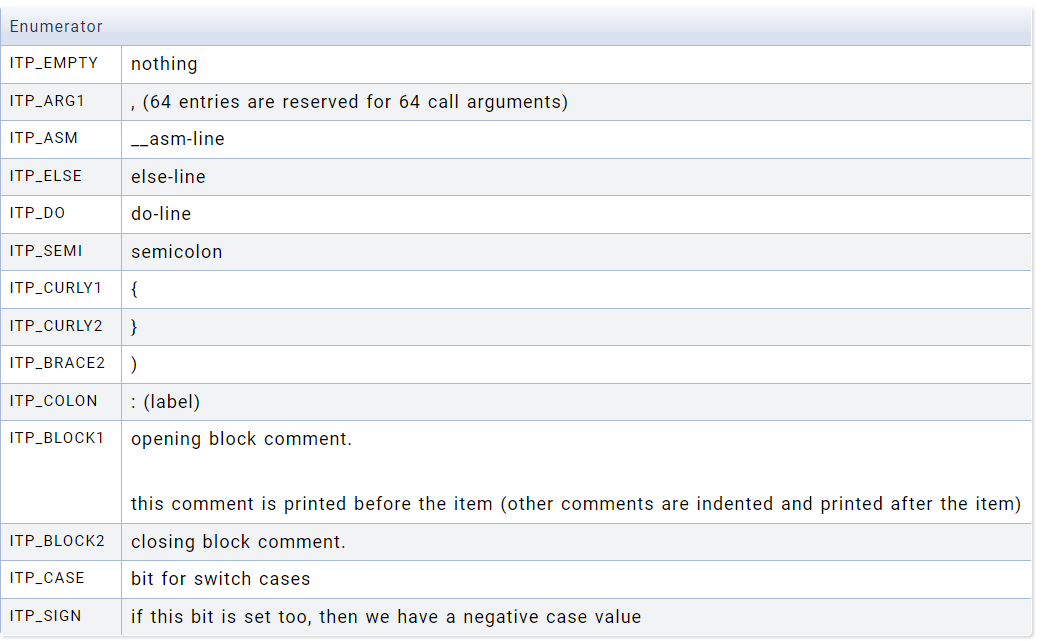 Enumerator
ITP_EMPTY nothing
ITP_ARG1 , (64 entries are reserved for 64 call arguments)
ITP_ASM __asm-line
ITP_ELSE else-line
ITP_DO do-line
ITP_SEMI semicolon
ITP_CURLY1 {
ITP_CURLY2 }
ITP_BRACE2 )
ITP_COLON : (label)
ITP_BLOCK1 opening block comment.
this comment is printed before the item (other comments are indented and printed after the item)
ITP_BLOCK2 closing block comment.
ITP_CASE bit for switch cases
ITP_SIGN if this bit is set too, then we have a negative case value